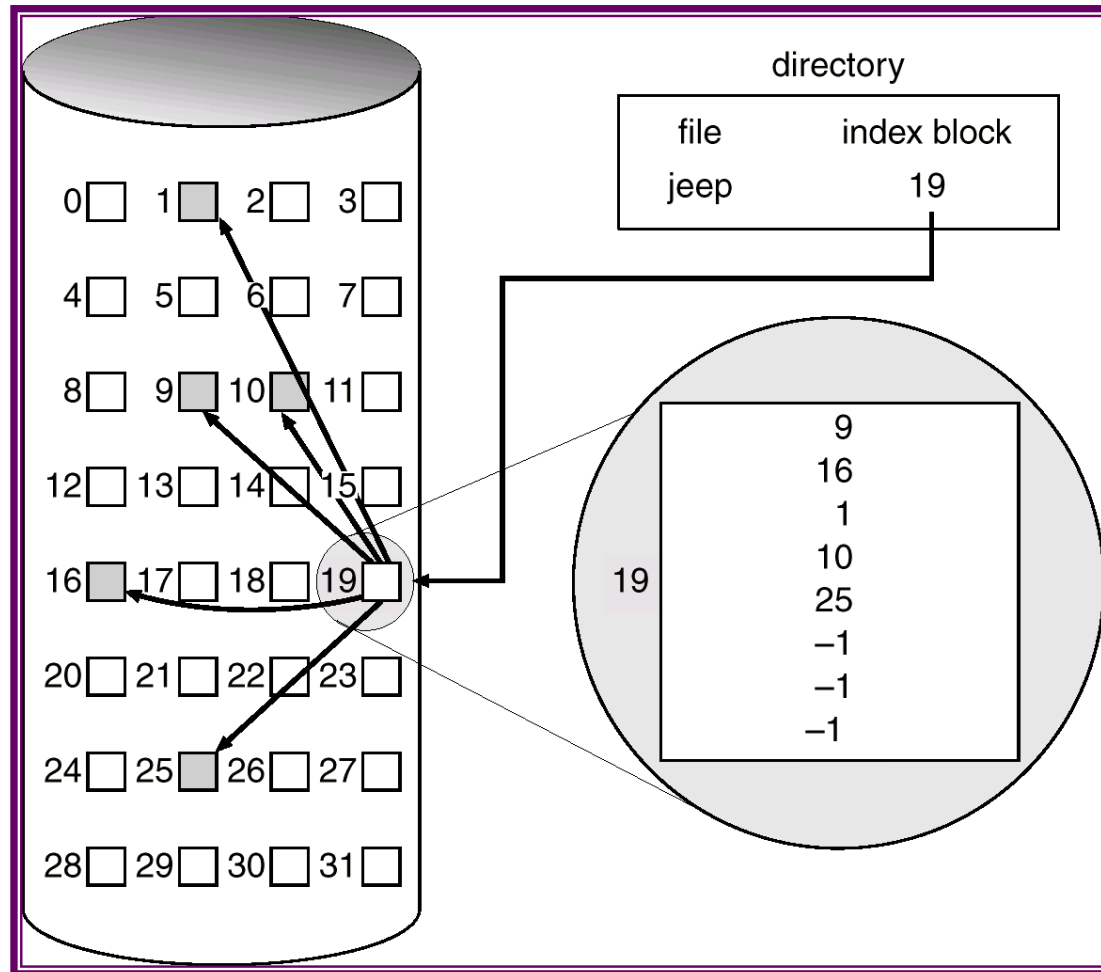 directory
file index block
jeep 19
0 1 2 3
4 5 6 7
8 9 10 11
12 13 14 15
16 17 18 19
20 21 22 23
24 25 26 27
28 29 30 31
19
9
16
1
10
25
–1
–1
–1